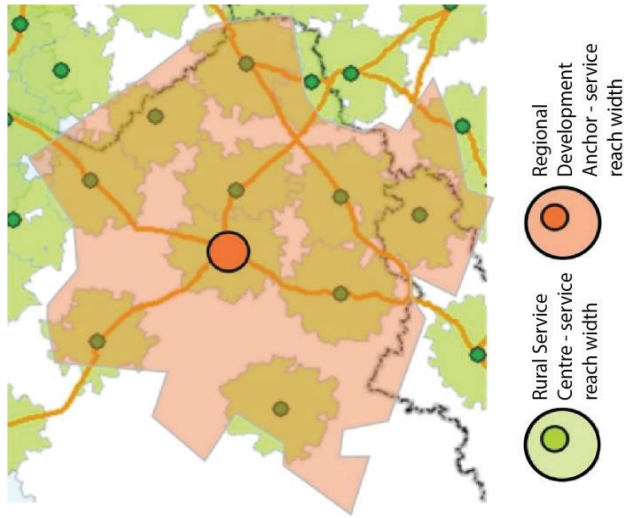 Rural Service
Centre - service
reach width
Regional
Development
Anchor - service
reach width